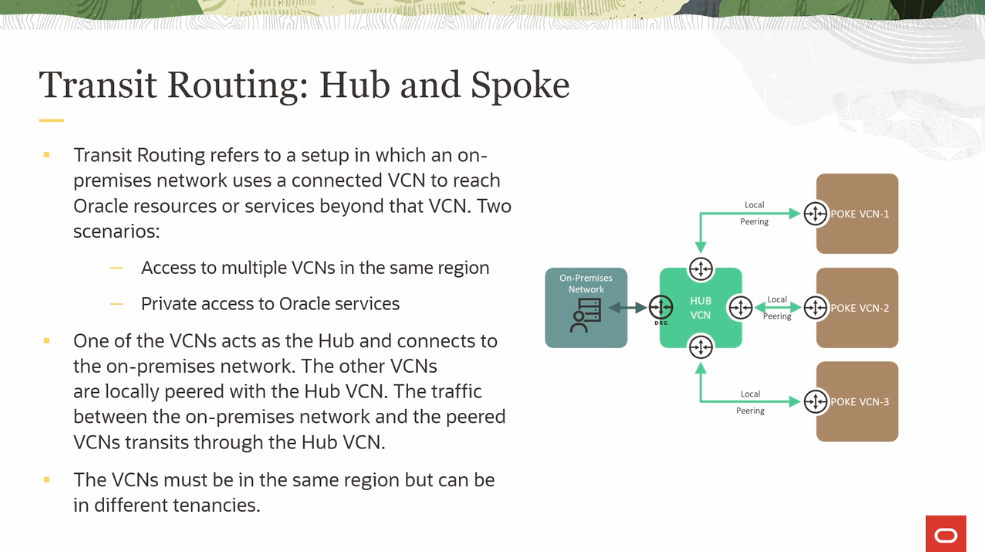 Transit Routing: Hub and Spoke
Transit Routing refers to a setup in which an on-
premises network uses a connected VCN to reach
Oracle resources or services beyond that VCN. Two
scenarios:
— Access to multiple VCNs in the same region
— Private access to Oracle services
One of the VCNs acts as the Hub and connects to
the on-premises network. The other VCNs
are locally peered with the Hub VCN. The traffic
between the on-premises network and the peered
VCNs transits through the Hub VCN.
The VCNs must be in the same region but can be
in different tenancies.
On-Premises
Network
DRG
HUB
VCN
Local
Peering
POKE VCN-1
Local
Peering
POKE VCN-2
Local
Peering
POKE VCN-3